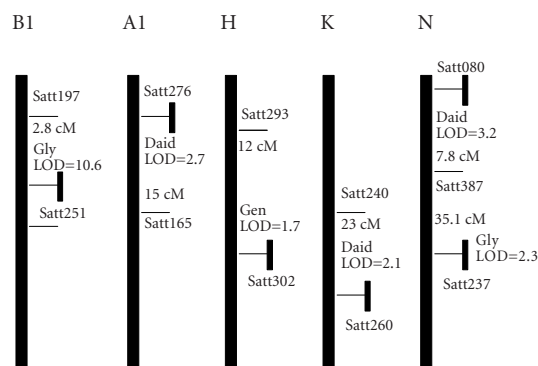 B1
A1
H
K
N
Satt197
2.8 cM
Gly
LOD=10.6
Satt251
Satt276
Daid
LOD=2.7
15 cM
Satt165
Satt293
12 cM
Gen
LOD=1.7
Satt302
Satt240
23 cM
Daid
LOD=2.1
Satt260
Satt080
Daid
LOD=3.2
7.8 cM
Satt387
35.1 cM
Gly
LOD=2.3
Satt237